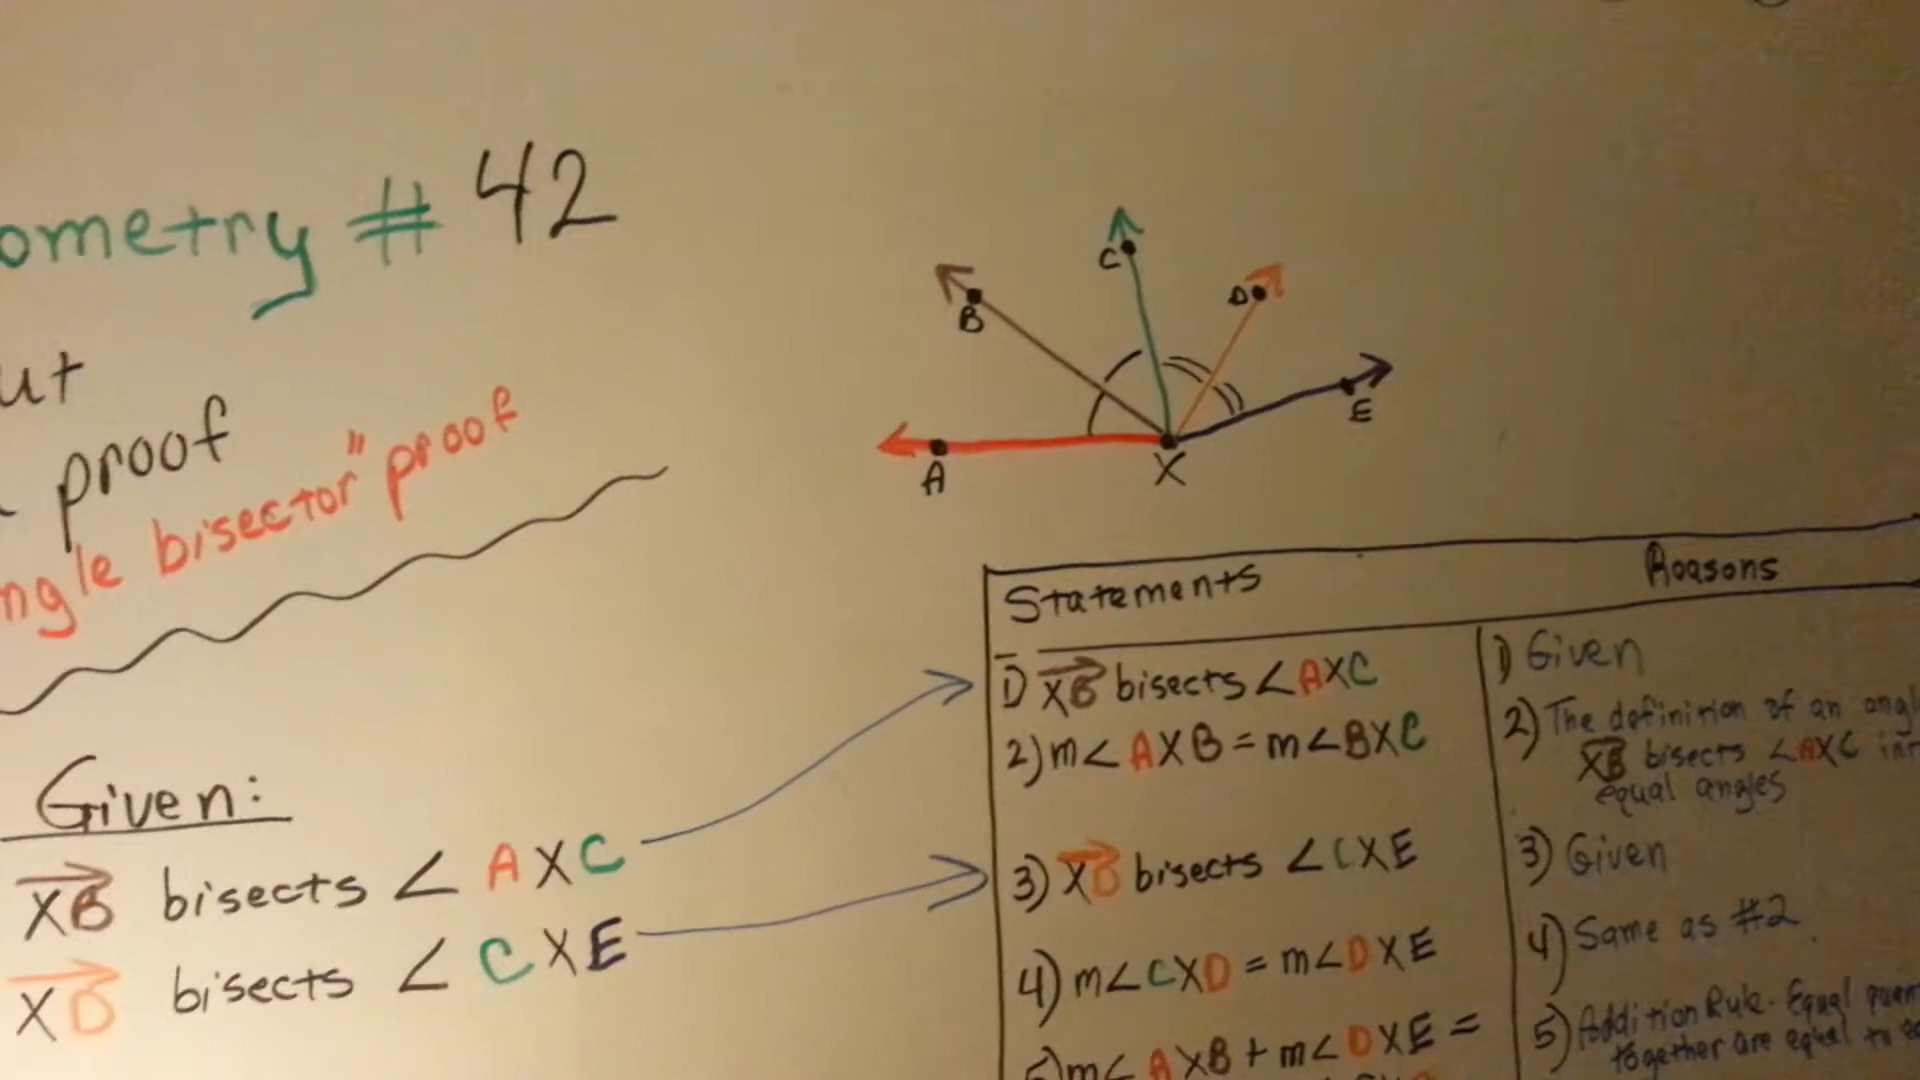 ometry # 42
ut
proof
ngle bisector" proof
Given:
XB bisects ∠AXC
XD bisects ∠CXE
A
B
C
D
E
X
Statements
Reasons
1) XB bisects ∠AXC
1) Given
2) m∠AXB = m∠BXC
2) The definition of an angl
XB bisects ∠AXC in
equal angles
3) XD bisects ∠CXE
3) Given
4) m∠CXD = m∠DXE
4) Same as #2.
5) m∠AXB + m∠DXE =
5) Addition Rule. Equal
together are equal to